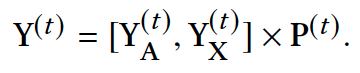 Y^{(t)} = [Y_A^{(t)}, Y_X^{(t)}] × P^{(t)}.